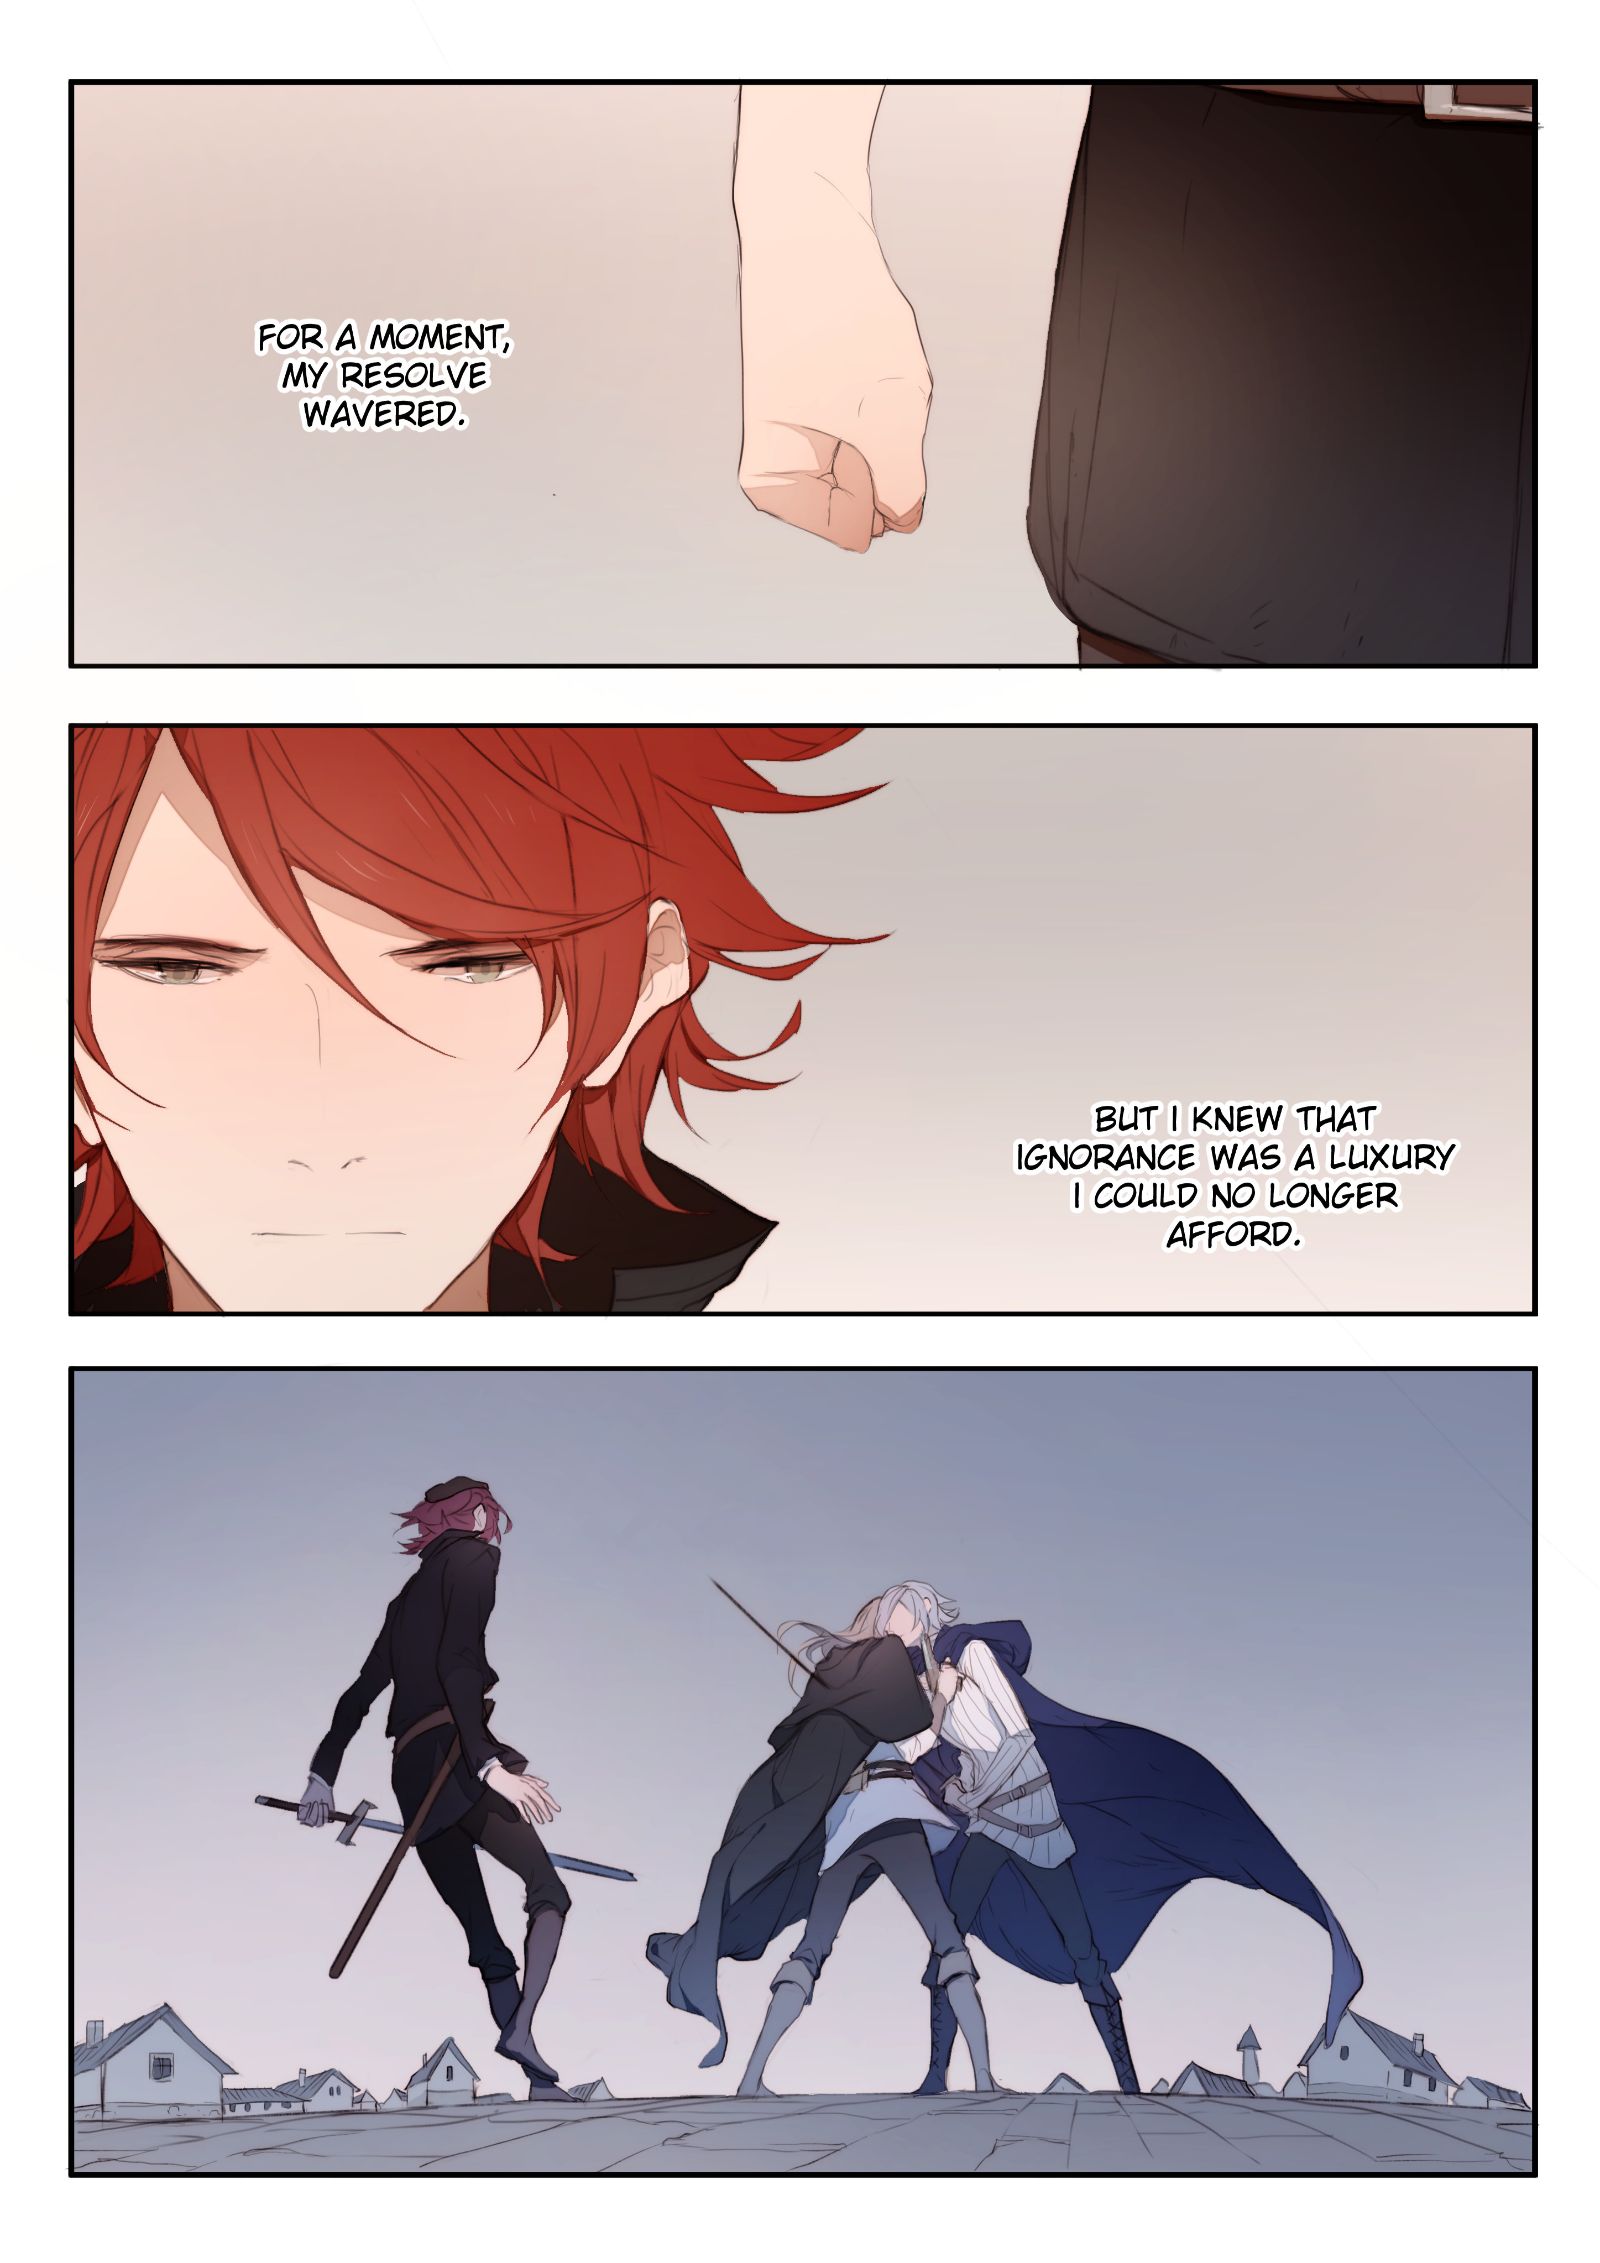 FOR A MOMENT,
MY RESOLVE
WAVERED.
BUT I KNEW THAT
IGNORANCE WAS A LUXURY
I COULD NO LONGER
AFFORD.